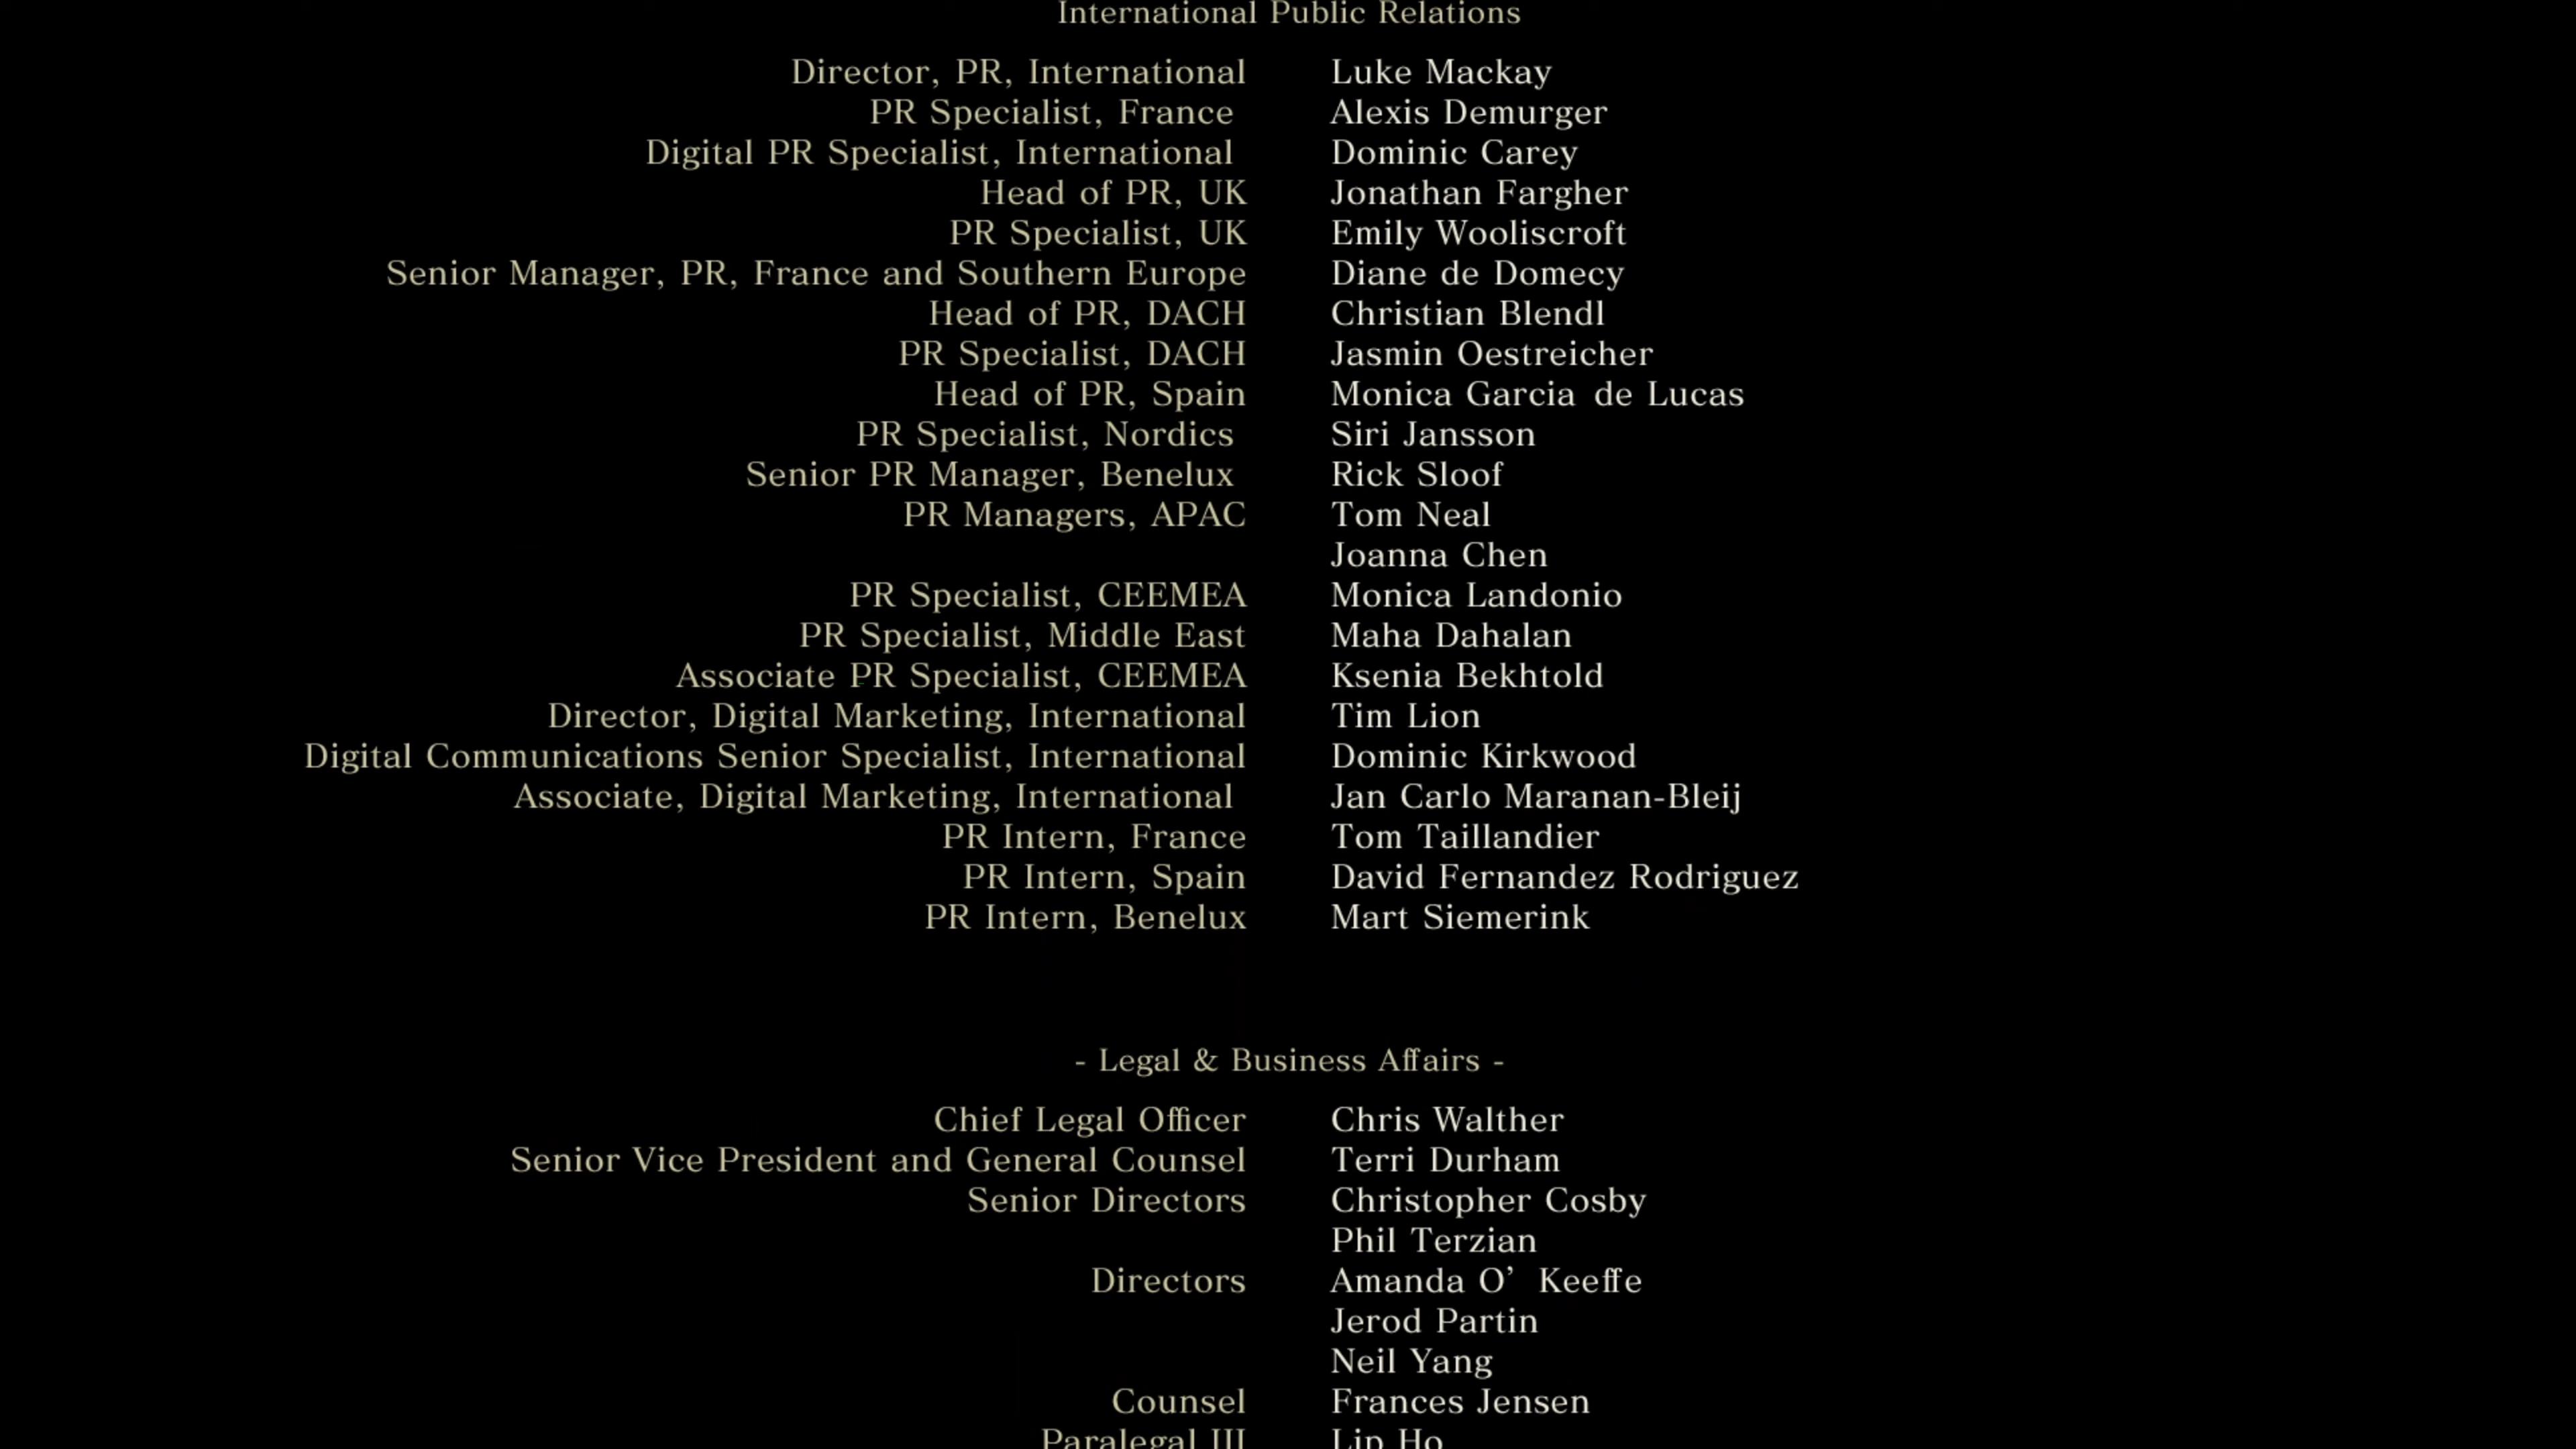 International Public Relations
Director, PR, International Luke Mackay
PR Specialist, France Alexis Demurger
Digital PR Specialist, International Dominic Carey
Head of PR, UK Jonathan Fargher
PR Specialist, UK Emily Wooliscroft
Senior Manager, PR, France and Southern Europe Diane de Domecy
Head of PR, DACH Christian Blendl
PR Specialist, DACH Jasmin Oestreicher
Head of PR, Spain Monica Garcia de Lucas
PR Specialist, Nordics Siri Jansson
Senior PR Manager, Benelux Rick Sloof
PR Managers, APAC Tom Neal
Joanna Chen
PR Specialist, CEEMEA Monica Landonio
PR Specialist, Middle East Maha Dahalan
Associate PR Specialist, CEEMEA Ksenia Bekhtold
Director, Digital Marketing, International Tim Lion
Digital Communications Senior Specialist, International Dominic Kirkwood
Associate, Digital Marketing, International Jan Carlo Maranan-Bleij
PR Intern, France Tom Taillandier
PR Intern, Spain David Fernandez Rodriguez
PR Intern, Benelux Mart Siemerink
- Legal & Business Affairs -
Chief Legal Officer Chris Walther
Senior Vice President and General Counsel Terri Durham
Senior Directors Christopher Cosby
Phil Terzian
Directors Amanda O’ Keeffe
Jerod Partin
Neil Yang
Counsel Frances Jensen
Paralegal III Lip Ho